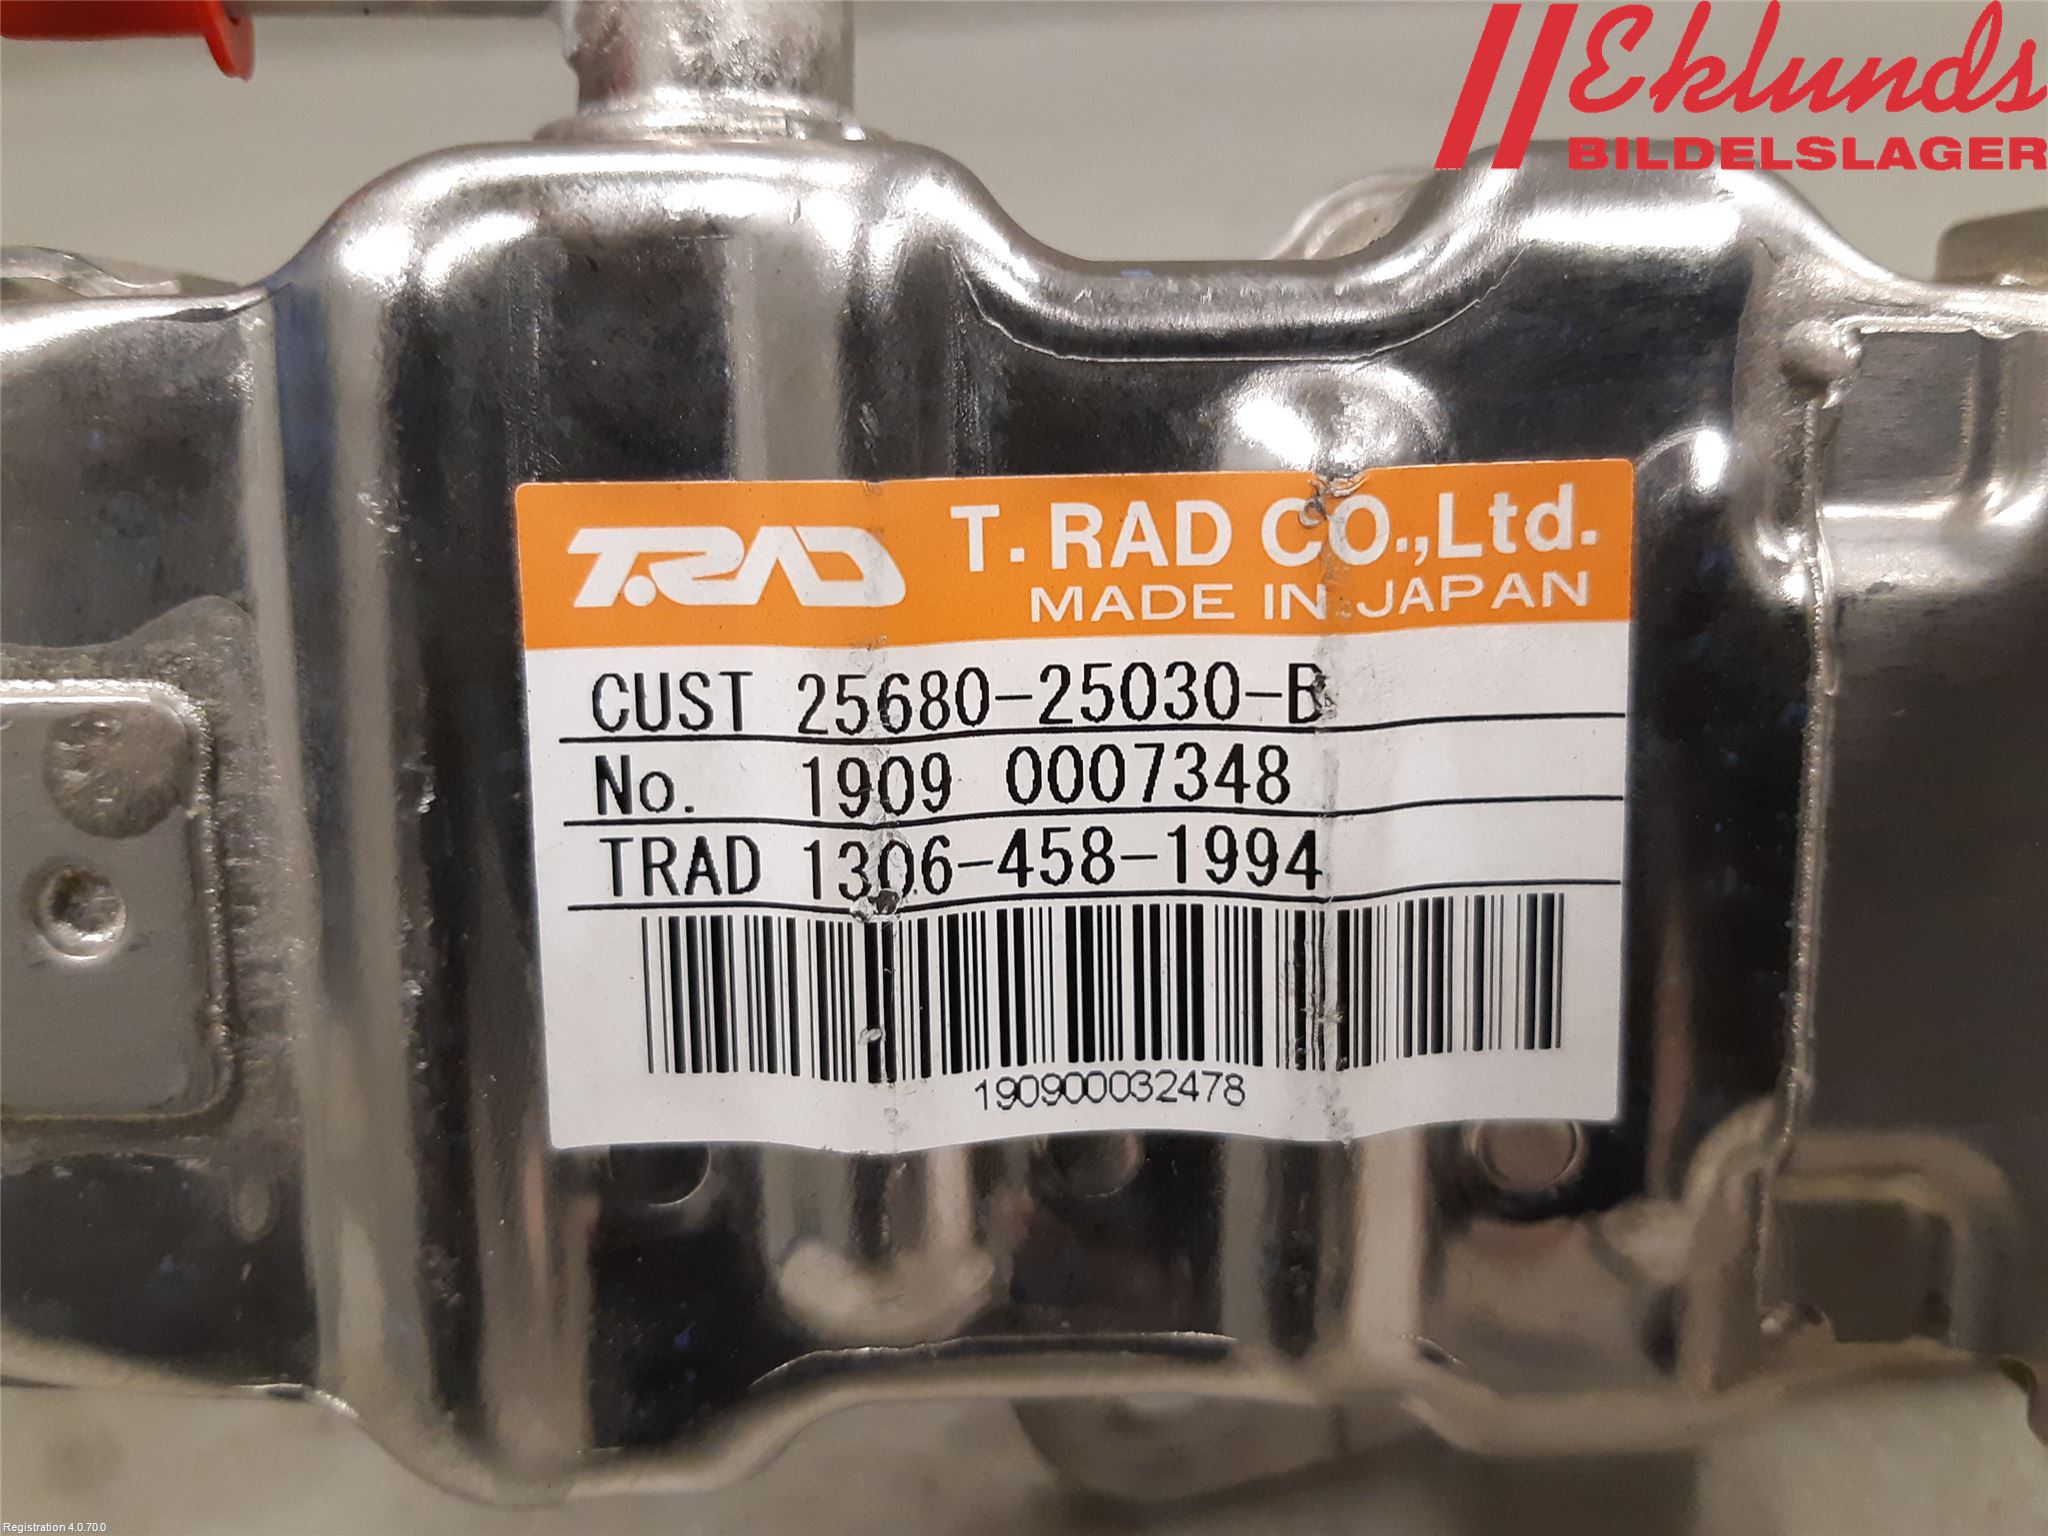 Eklunds
BILDELSLAGER
T.RAD T. RAD CO.,Ltd.
MADE IN JAPAN
CUST 25680-25030-B
No. 1909 0007348
TRAD 1306-458-1994
190900032478
Registration 4.0.70.0